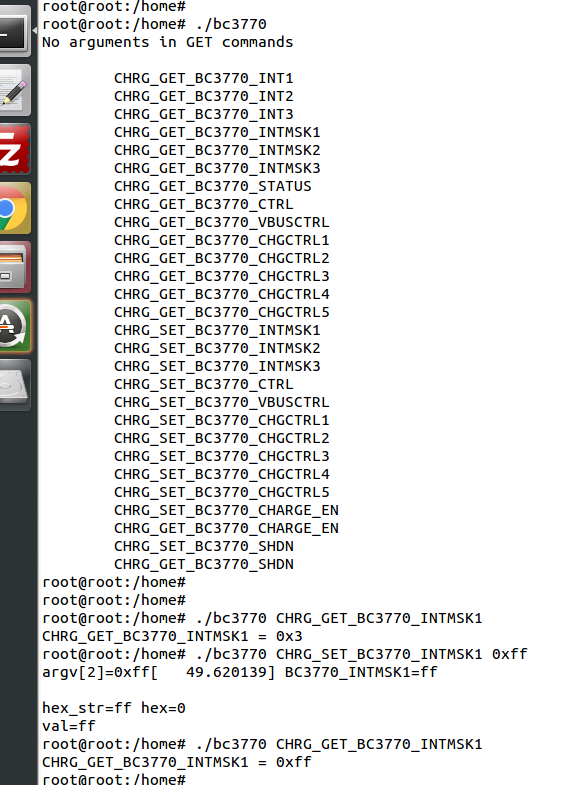 root@root:/home#
root@root:/home# ./bc3770
No arguments in GET commands
CHRG_GET_BC3770_INT1
CHRG_GET_BC3770_INT2
CHRG_GET_BC3770_INT3
CHRG_GET_BC3770_INTMSK1
CHRG_GET_BC3770_INTMSK2
CHRG_GET_BC3770_INTMSK3
CHRG_GET_BC3770_STATUS
CHRG_GET_BC3770_CTRL
CHRG_GET_BC3770_VBUSCTRL
CHRG_GET_BC3770_CHGCTRL1
CHRG_GET_BC3770_CHGCTRL2
CHRG_GET_BC3770_CHGCTRL3
CHRG_GET_BC3770_CHGCTRL4
CHRG_GET_BC3770_CHGCTRL5
CHRG_SET_BC3770_INTMSK1
CHRG_SET_BC3770_INTMSK2
CHRG_SET_BC3770_INTMSK3
CHRG_SET_BC3770_CTRL
CHRG_SET_BC3770_VBUSCTRL
CHRG_SET_BC3770_CHGCTRL1
CHRG_SET_BC3770_CHGCTRL2
CHRG_SET_BC3770_CHGCTRL3
CHRG_SET_BC3770_CHGCTRL4
CHRG_SET_BC3770_CHGCTRL5
CHRG_SET_BC3770_CHARGE_EN
CHRG_GET_BC3770_CHARGE_EN
CHRG_SET_BC3770_SHDN
CHRG_GET_BC3770_SHDN
root@root:/home#
root@root:/home#
root@root:/home# ./bc3770 CHRG_GET_BC3770_INTMSK1
CHRG_GET_BC3770_INTMSK1 = 0x3
root@root:/home# ./bc3770 CHRG_SET_BC3770_INTMSK1 0xff
argv[2]=0xff[   49.620139] BC3770_INTMSK1=ff
hex_str=ff hex=0
val=ff
root@root:/home# ./bc3770 CHRG_GET_BC3770_INTMSK1
CHRG_GET_BC3770_INTMSK1 = 0xff
root@root:/home#